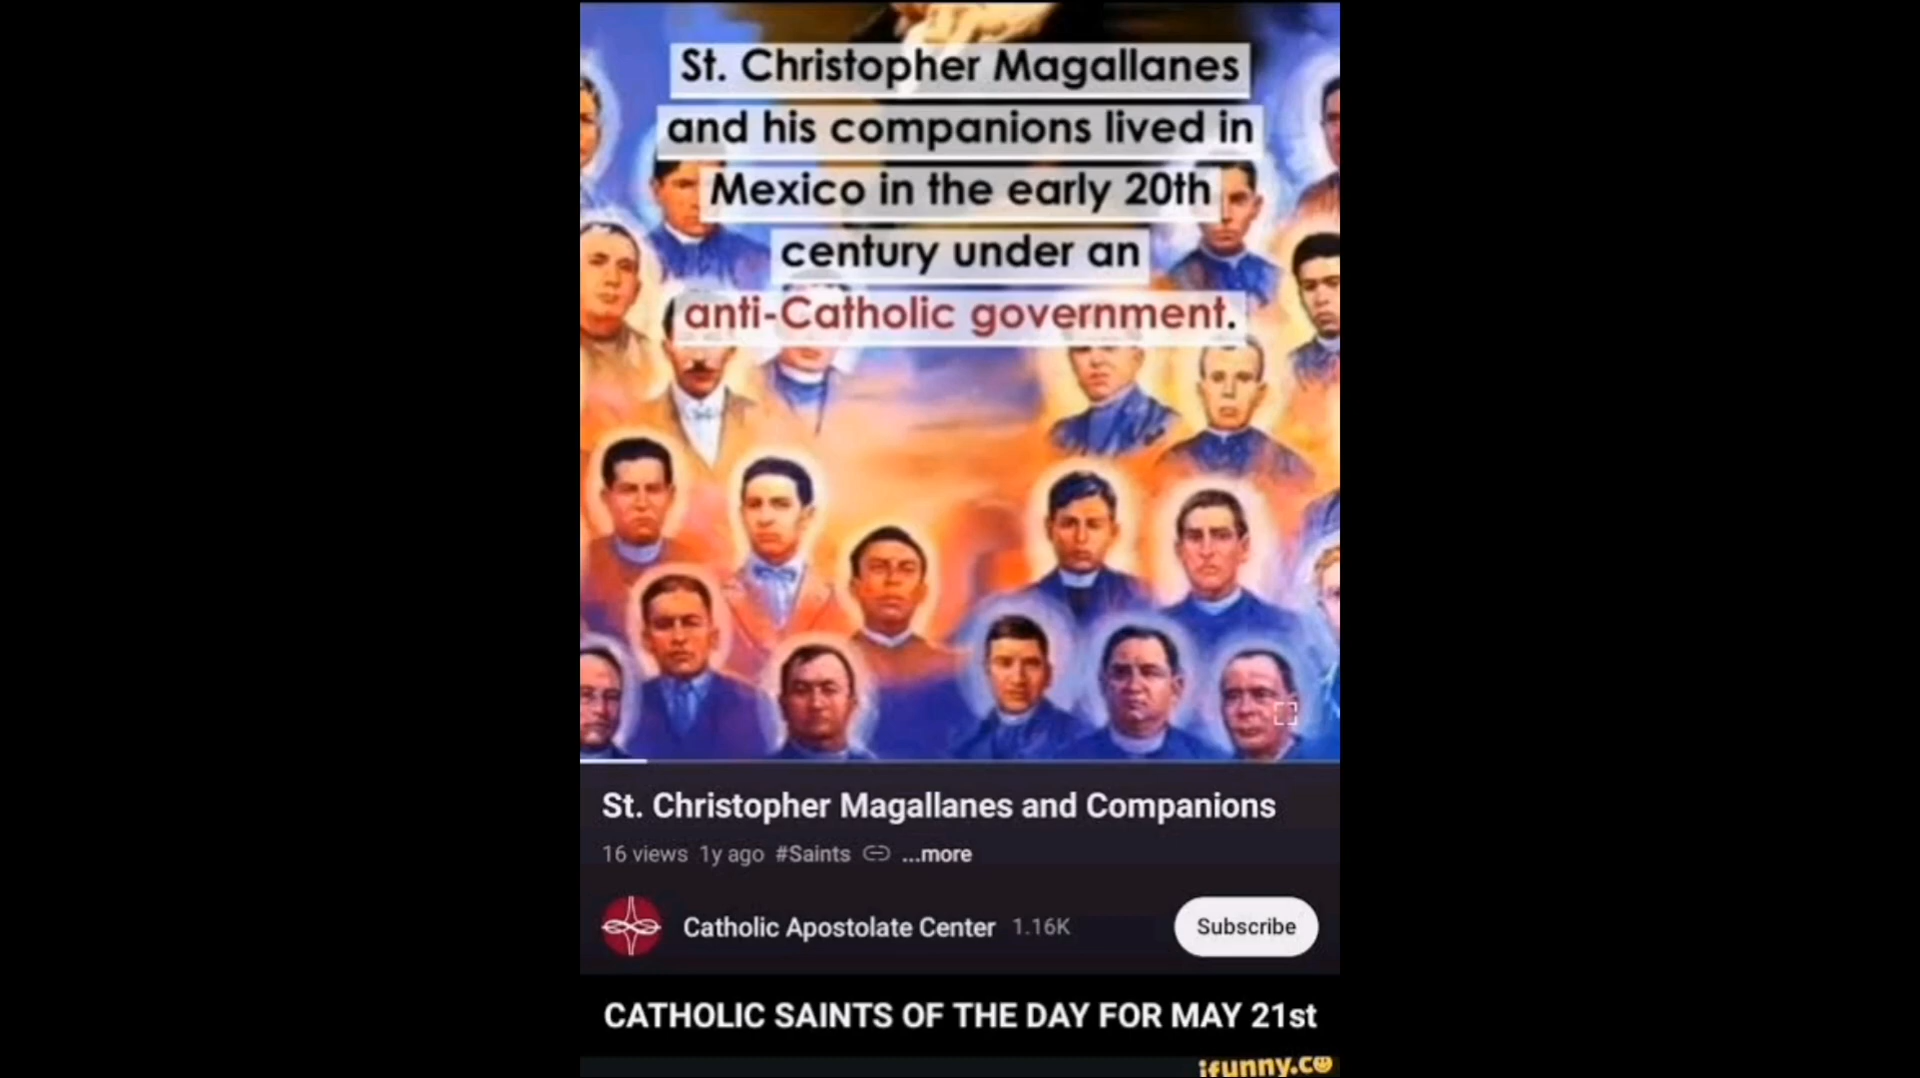 St. Christopher Magallanes
and his companions lived in
Mexico in the early 20th
century under an
anti-Catholic government.
St. Christopher Magallanes and Companions
16 views 1y ago #Saints ...more
Catholic Apostolate Center 1.16K
Subscribe
CATHOLIC SAINTS OF THE DAY FOR MAY 21st
ifunny.co